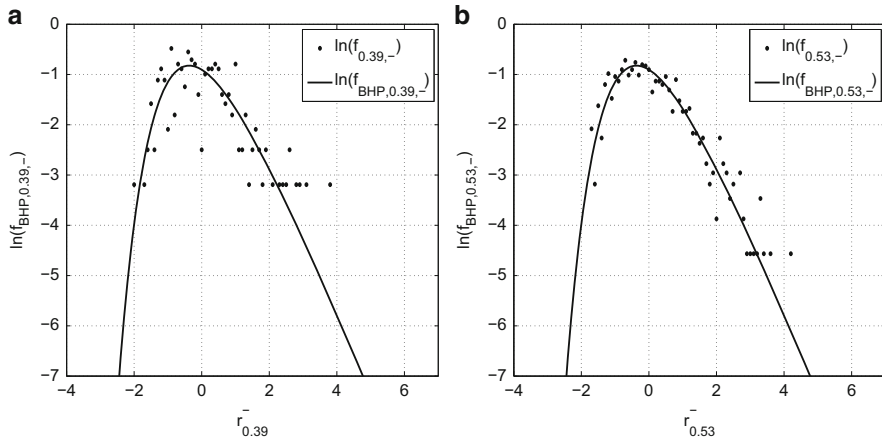 a
0
−1
−2
−3
−4
−5
−6
−7
ln(f_BHP,0.39,−)
ln(f_0.39,−)
ln(f_BHP,0.39,−)
−4 −2 0 2 4 6
r_0.39^−
b
0
−1
−2
−3
−4
−5
−6
−7
ln(f_BHP,0.53,−)
ln(f_0.53,−)
ln(f_BHP,0.53,−)
−4 −2 0 2 4 6
r_0.53^−